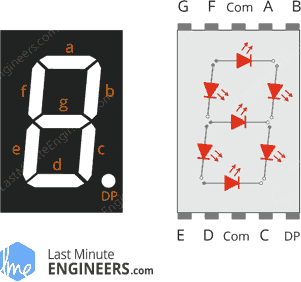 G F Com A B
a
f b
g
e c
d
DP
E D Com C DP
Last Minute
ENGINEERS.com